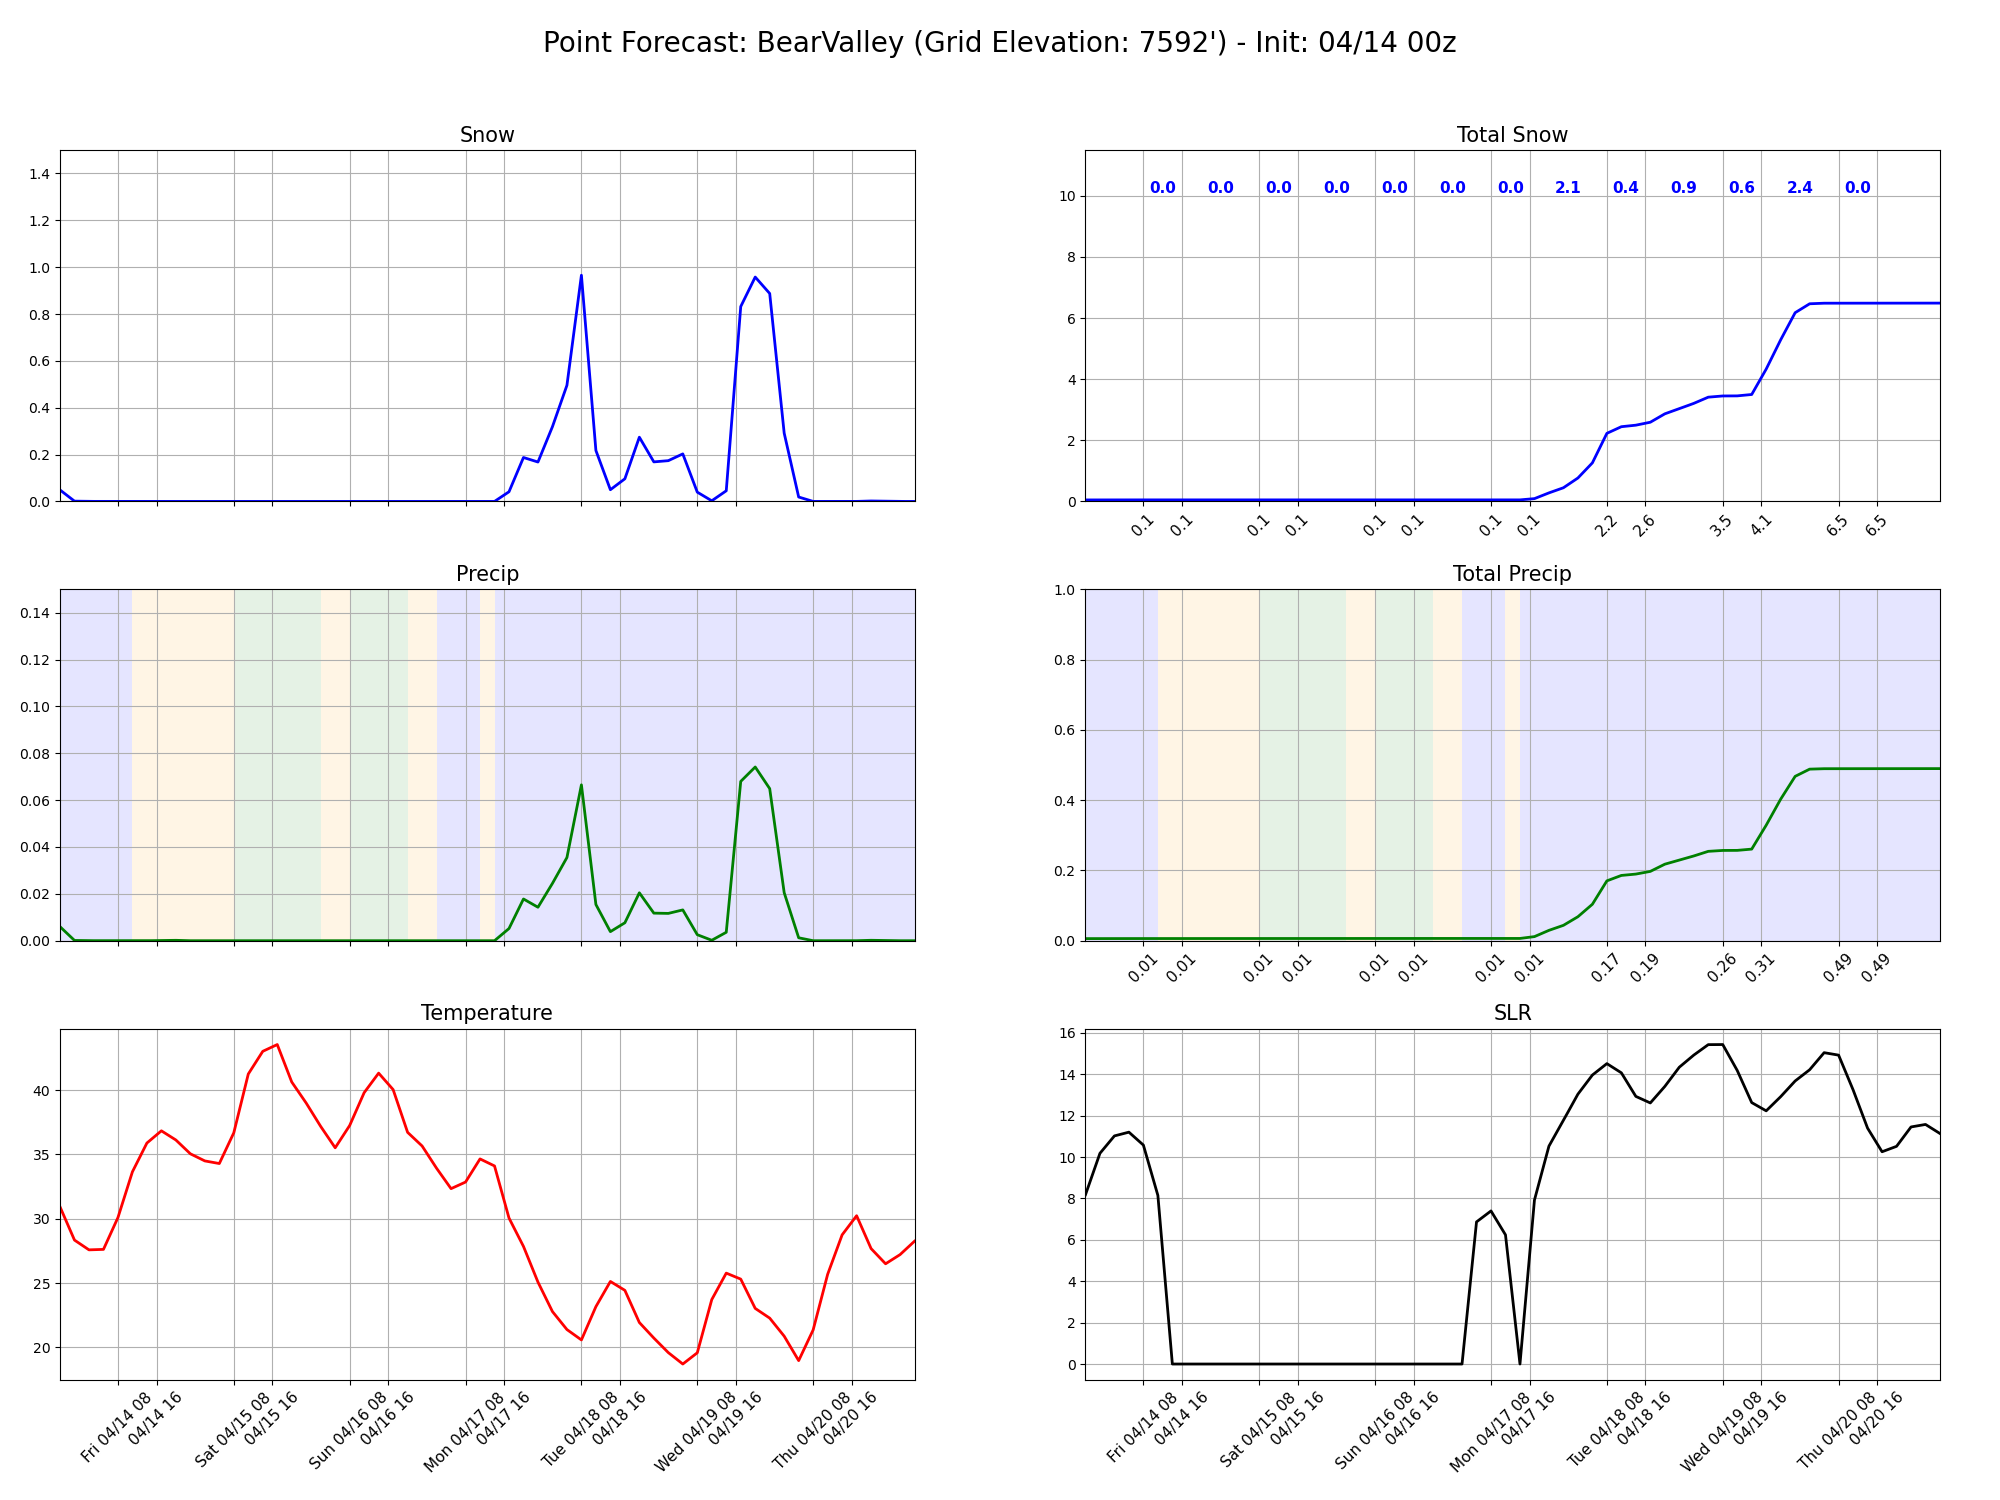 Point Forecast: BearValley (Grid Elevation: 7592') - Init: 04/14 00z
Snow
1.4
1.2
1.0
0.8
0.6
0.4
0.2
0.0
Total Snow
0.0 0.0 0.0 0.0 0.0 0.0 0.0 2.1 0.4 0.9 0.6 2.4 0.0
10
8
6
4
2
0
0.1 0.1 0.1 0.1 0.1 0.1 0.1 0.1 2.2 2.6 3.5 4.1 6.5 6.5
Precip
0.14
0.12
0.10
0.08
0.06
0.04
0.02
0.00
Total Precip
1.0
0.8
0.6
0.4
0.2
0.0
0.01 0.01 0.01 0.01 0.01 0.01 0.01 0.01 0.17 0.19 0.26 0.31 0.49 0.49
Temperature
40
35
30
25
20
Fri 04/14 08
04/14 16
Sat 04/15 08
04/15 16
Sun 04/16 08
04/16 16
Mon 04/17 08
04/17 16
Tue 04/18 08
04/18 16
Wed 04/19 08
04/19 16
Thu 04/20 08
04/20 16
SLR
16
14
12
10
8
6
4
2
0
Fri 04/14 08
04/14 16
Sat 04/15 08
04/15 16
Sun 04/16 08
04/16 16
Mon 04/17 08
04/17 16
Tue 04/18 08
04/18 16
Wed 04/19 08
04/19 16
Thu 04/20 08
04/20 16